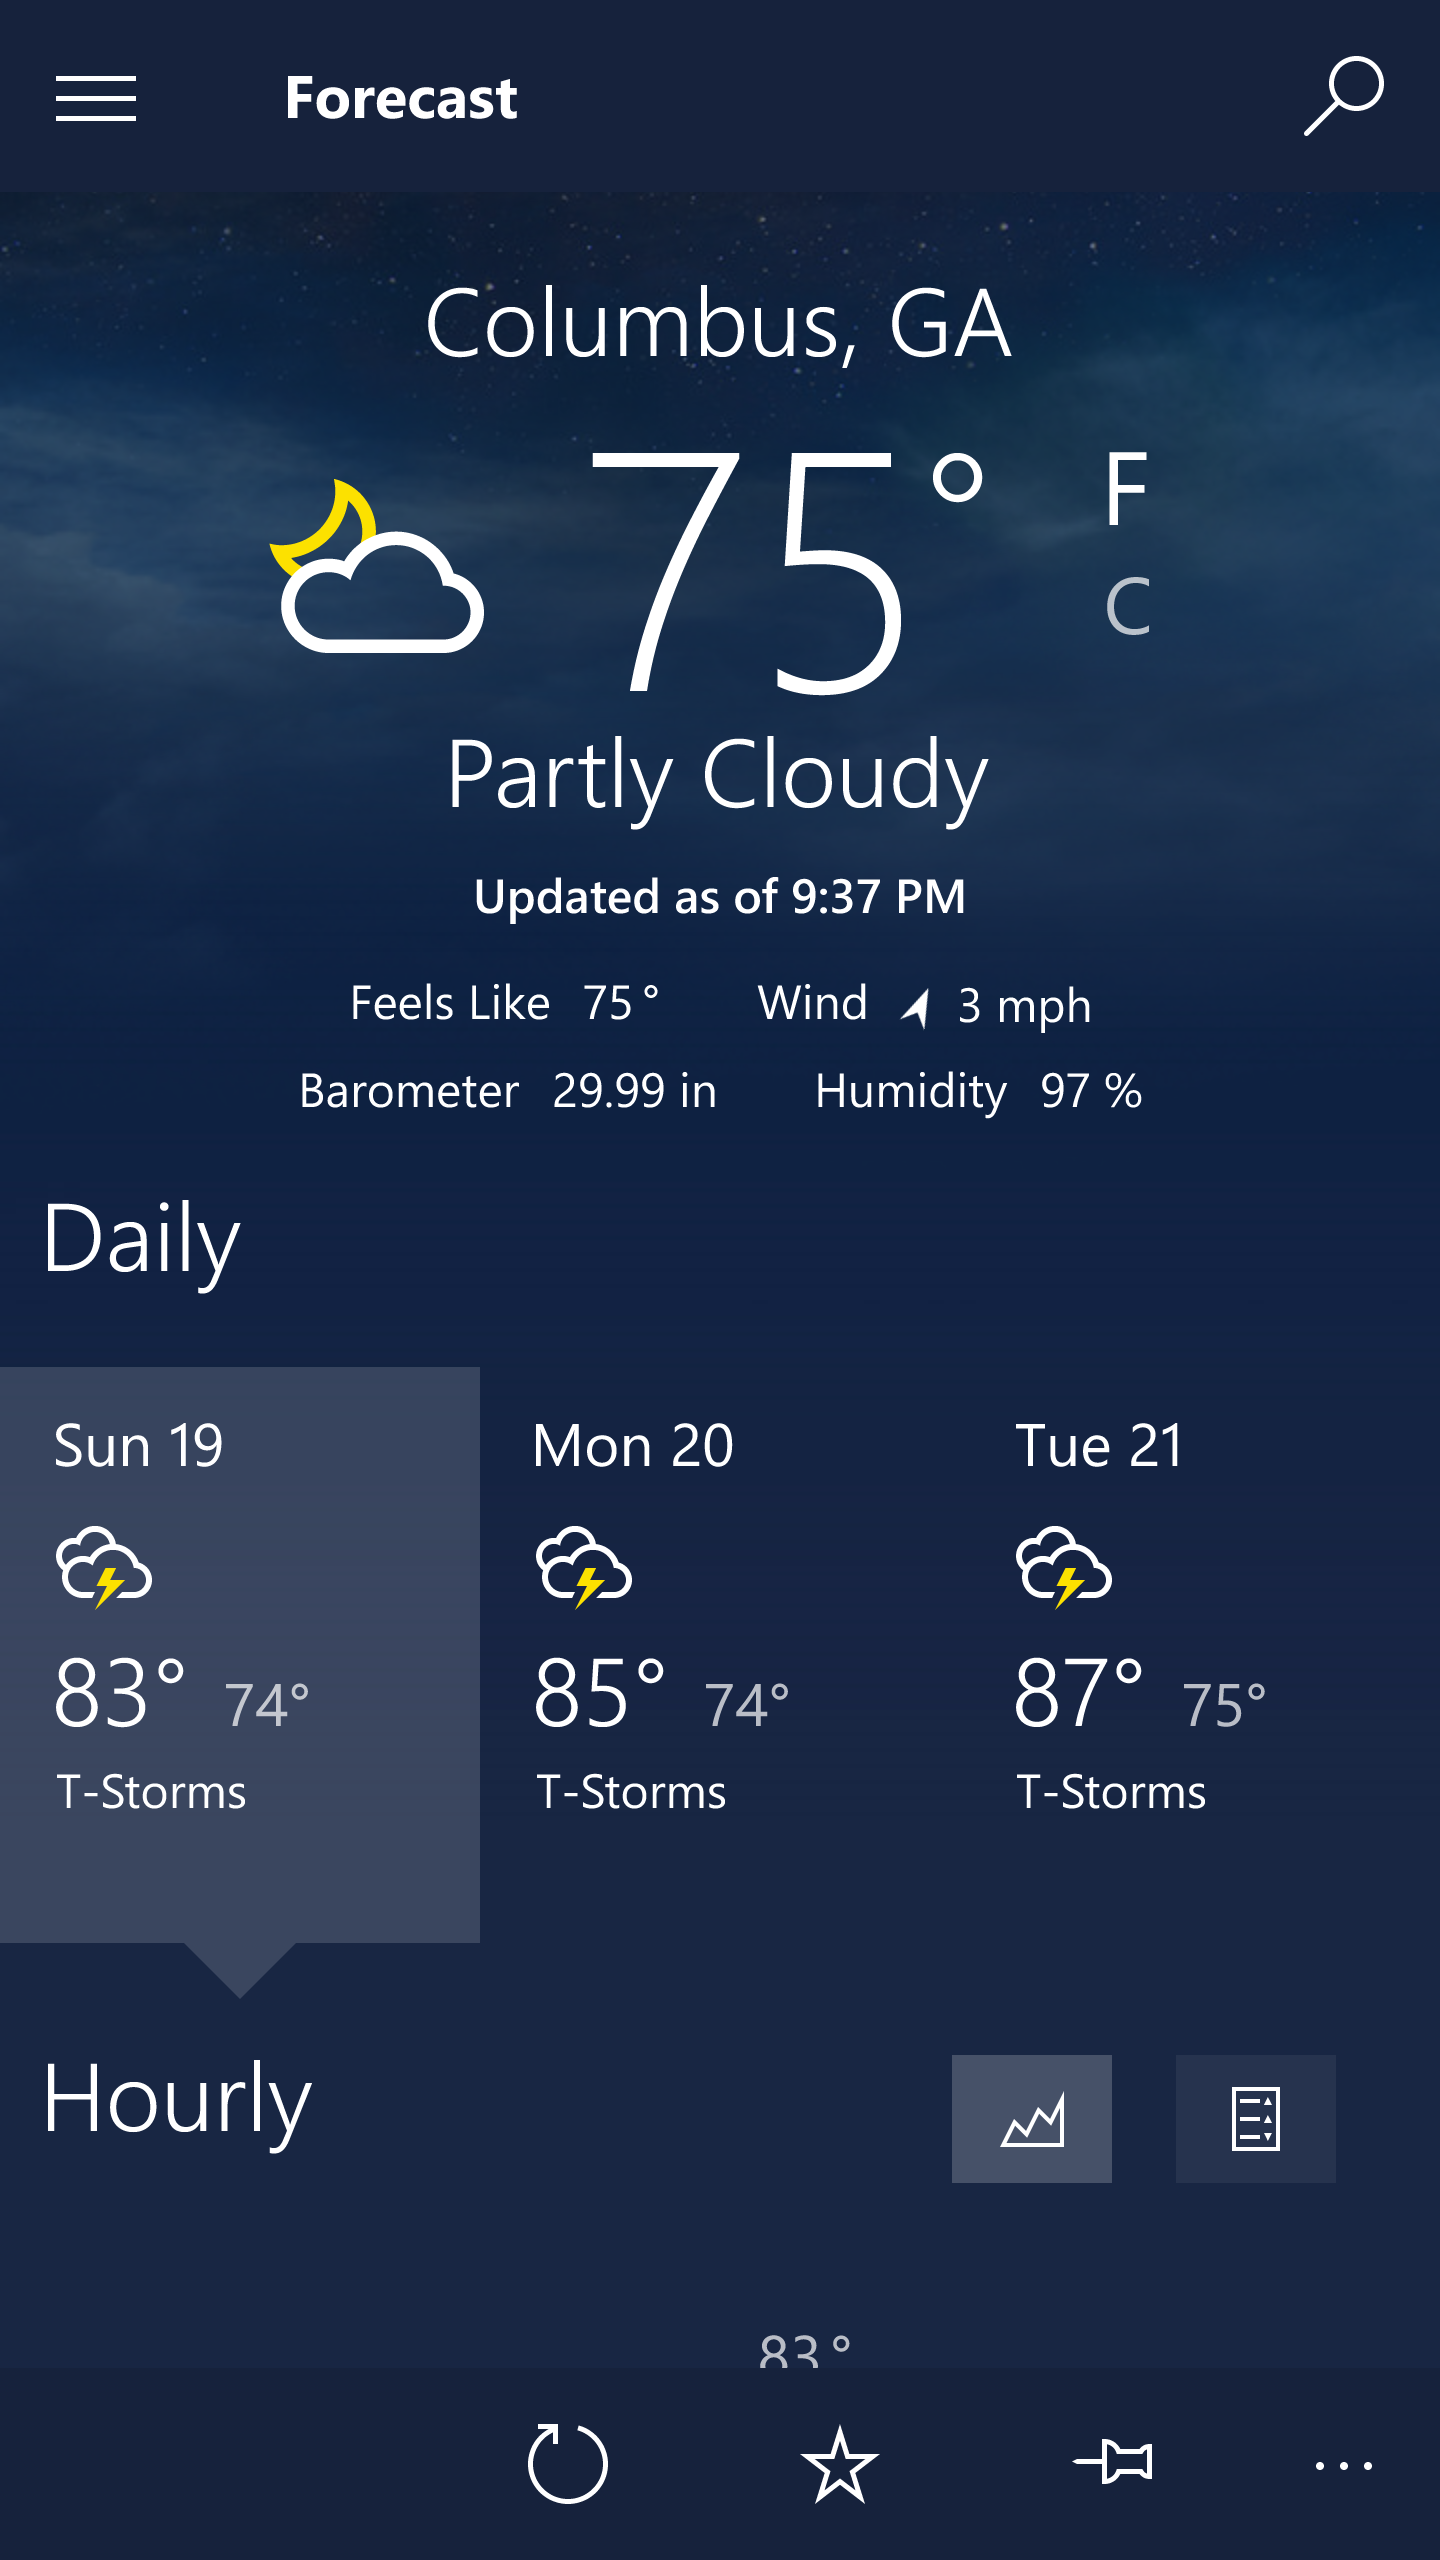 Forecast
Columbus, GA
75°
F
C
Partly Cloudy
Updated as of 9:37 PM
Feels Like 75° Wind 3 mph
Barometer 29.99 in Humidity 97 %
Daily
Sun 19 Mon 20 Tue 21
83° 74° 85° 74° 87° 75°
T-Storms T-Storms T-Storms
Hourly
83°